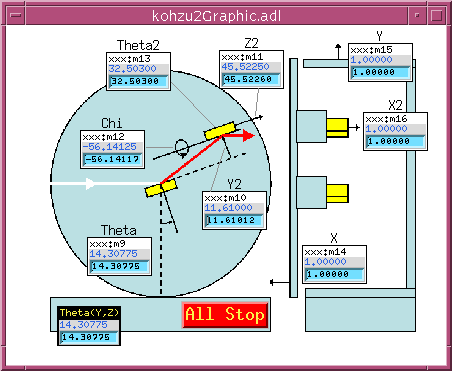 kohzu2Graphic.adl
Theta2
xxx:m13
32.50300
32.50300
Z2
xxx:m11
45.52250
45.52260
Y
xxx:m15
1.00000
1.00000
Chi
xxx:m12
-56.14125
-56.14117
X2
xxx:m16
1.00000
1.00000
Y2
xxx:m10
11.61000
11.61012
Theta
xxx:m9
14.30775
14.30775
X
xxx:m14
1.00000
1.00000
Theta(Y,Z)
14.30775
14.30775
All Stop